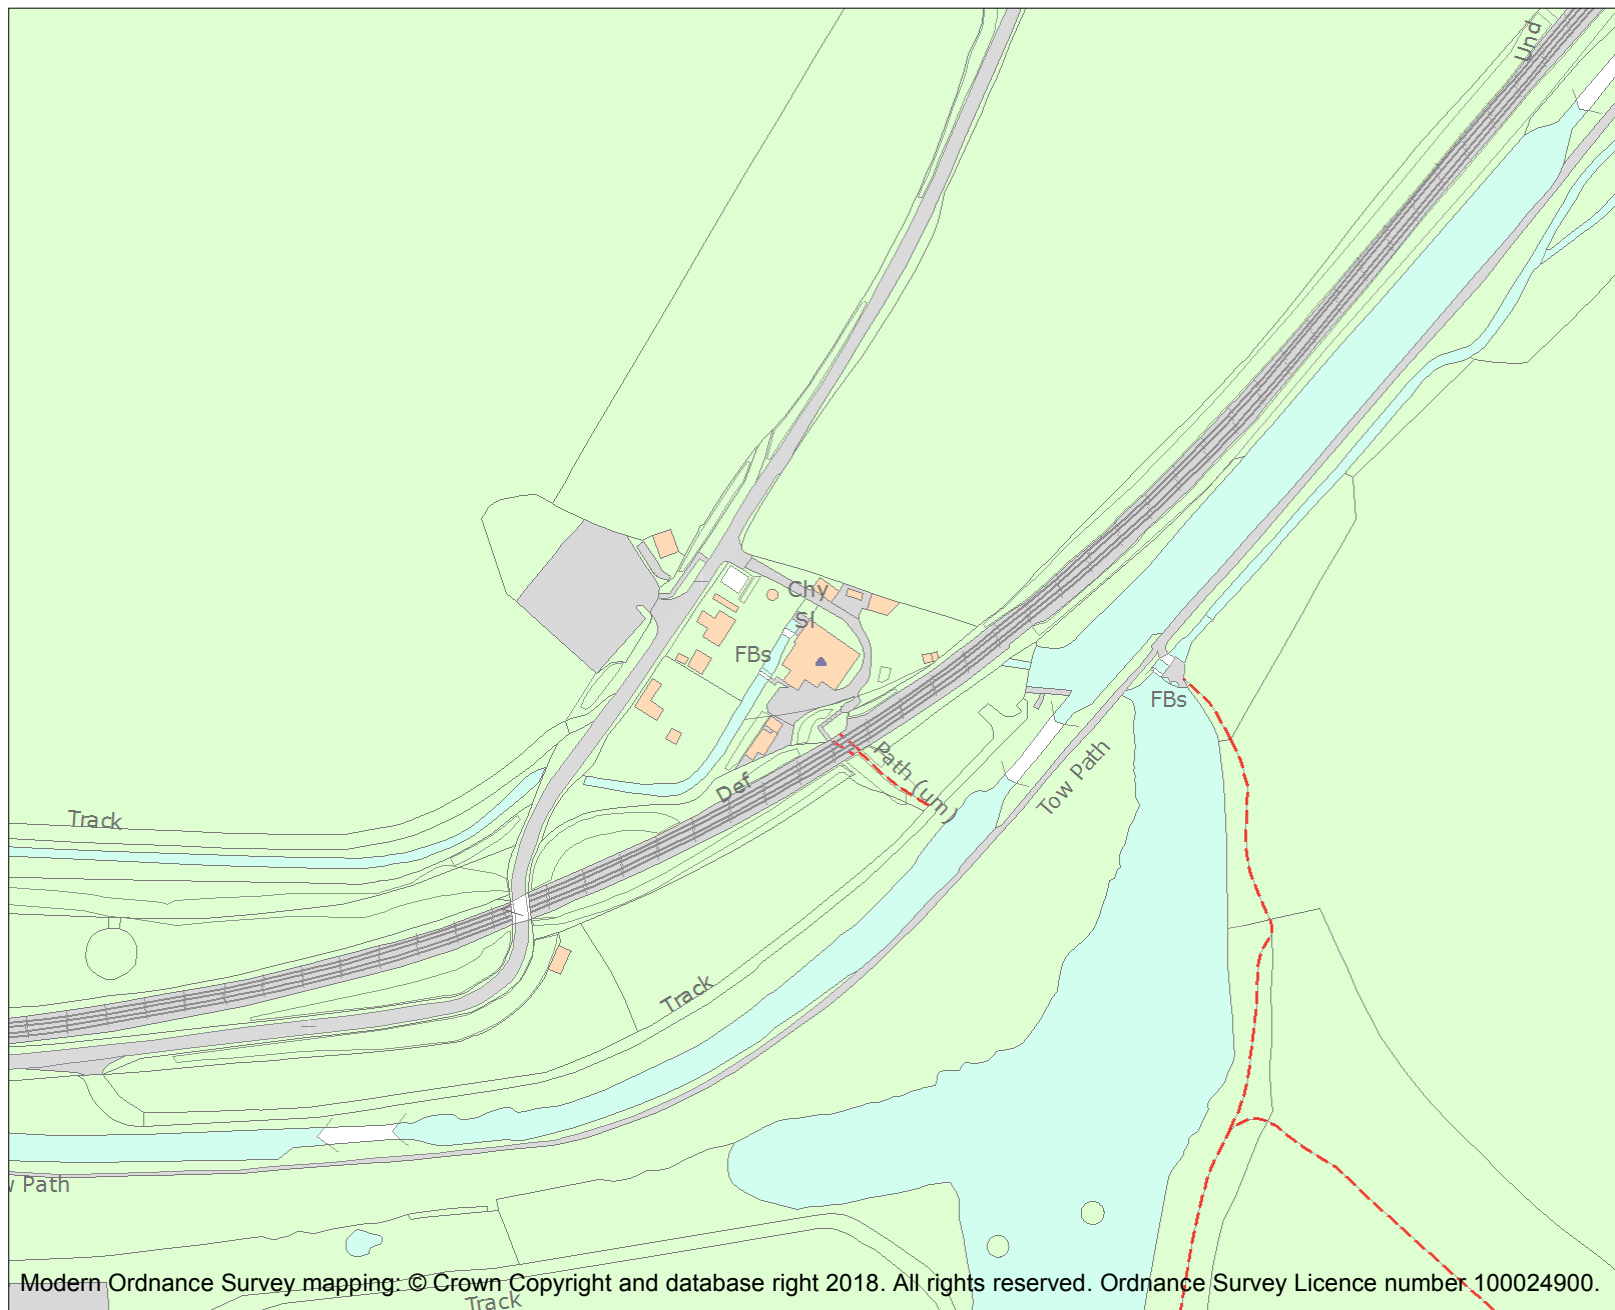 Und
Chy
Sl
FBs
FBs
Path (um)
Tow Path
Def
Track
Track
w Path
Modern Ordnance Survey mapping: © Crown Copyright and database right 2018. All rights reserved. Ordnance Survey Licence number 100024900.
Track